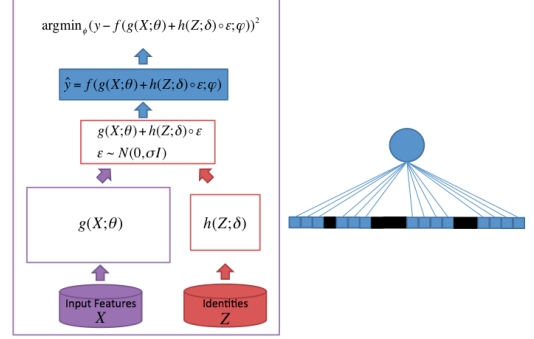 argmin_ϕ(y − f(g(X;θ)+h(Z;δ)∘ε;φ))²
ŷ = f(g(X;θ)+h(Z;δ)∘ε;φ)
g(X;θ)+h(Z;δ)∘ε
ε ~ N(0,σI)
g(X;θ)
h(Z;δ)
Input Features
X
Identities
Z